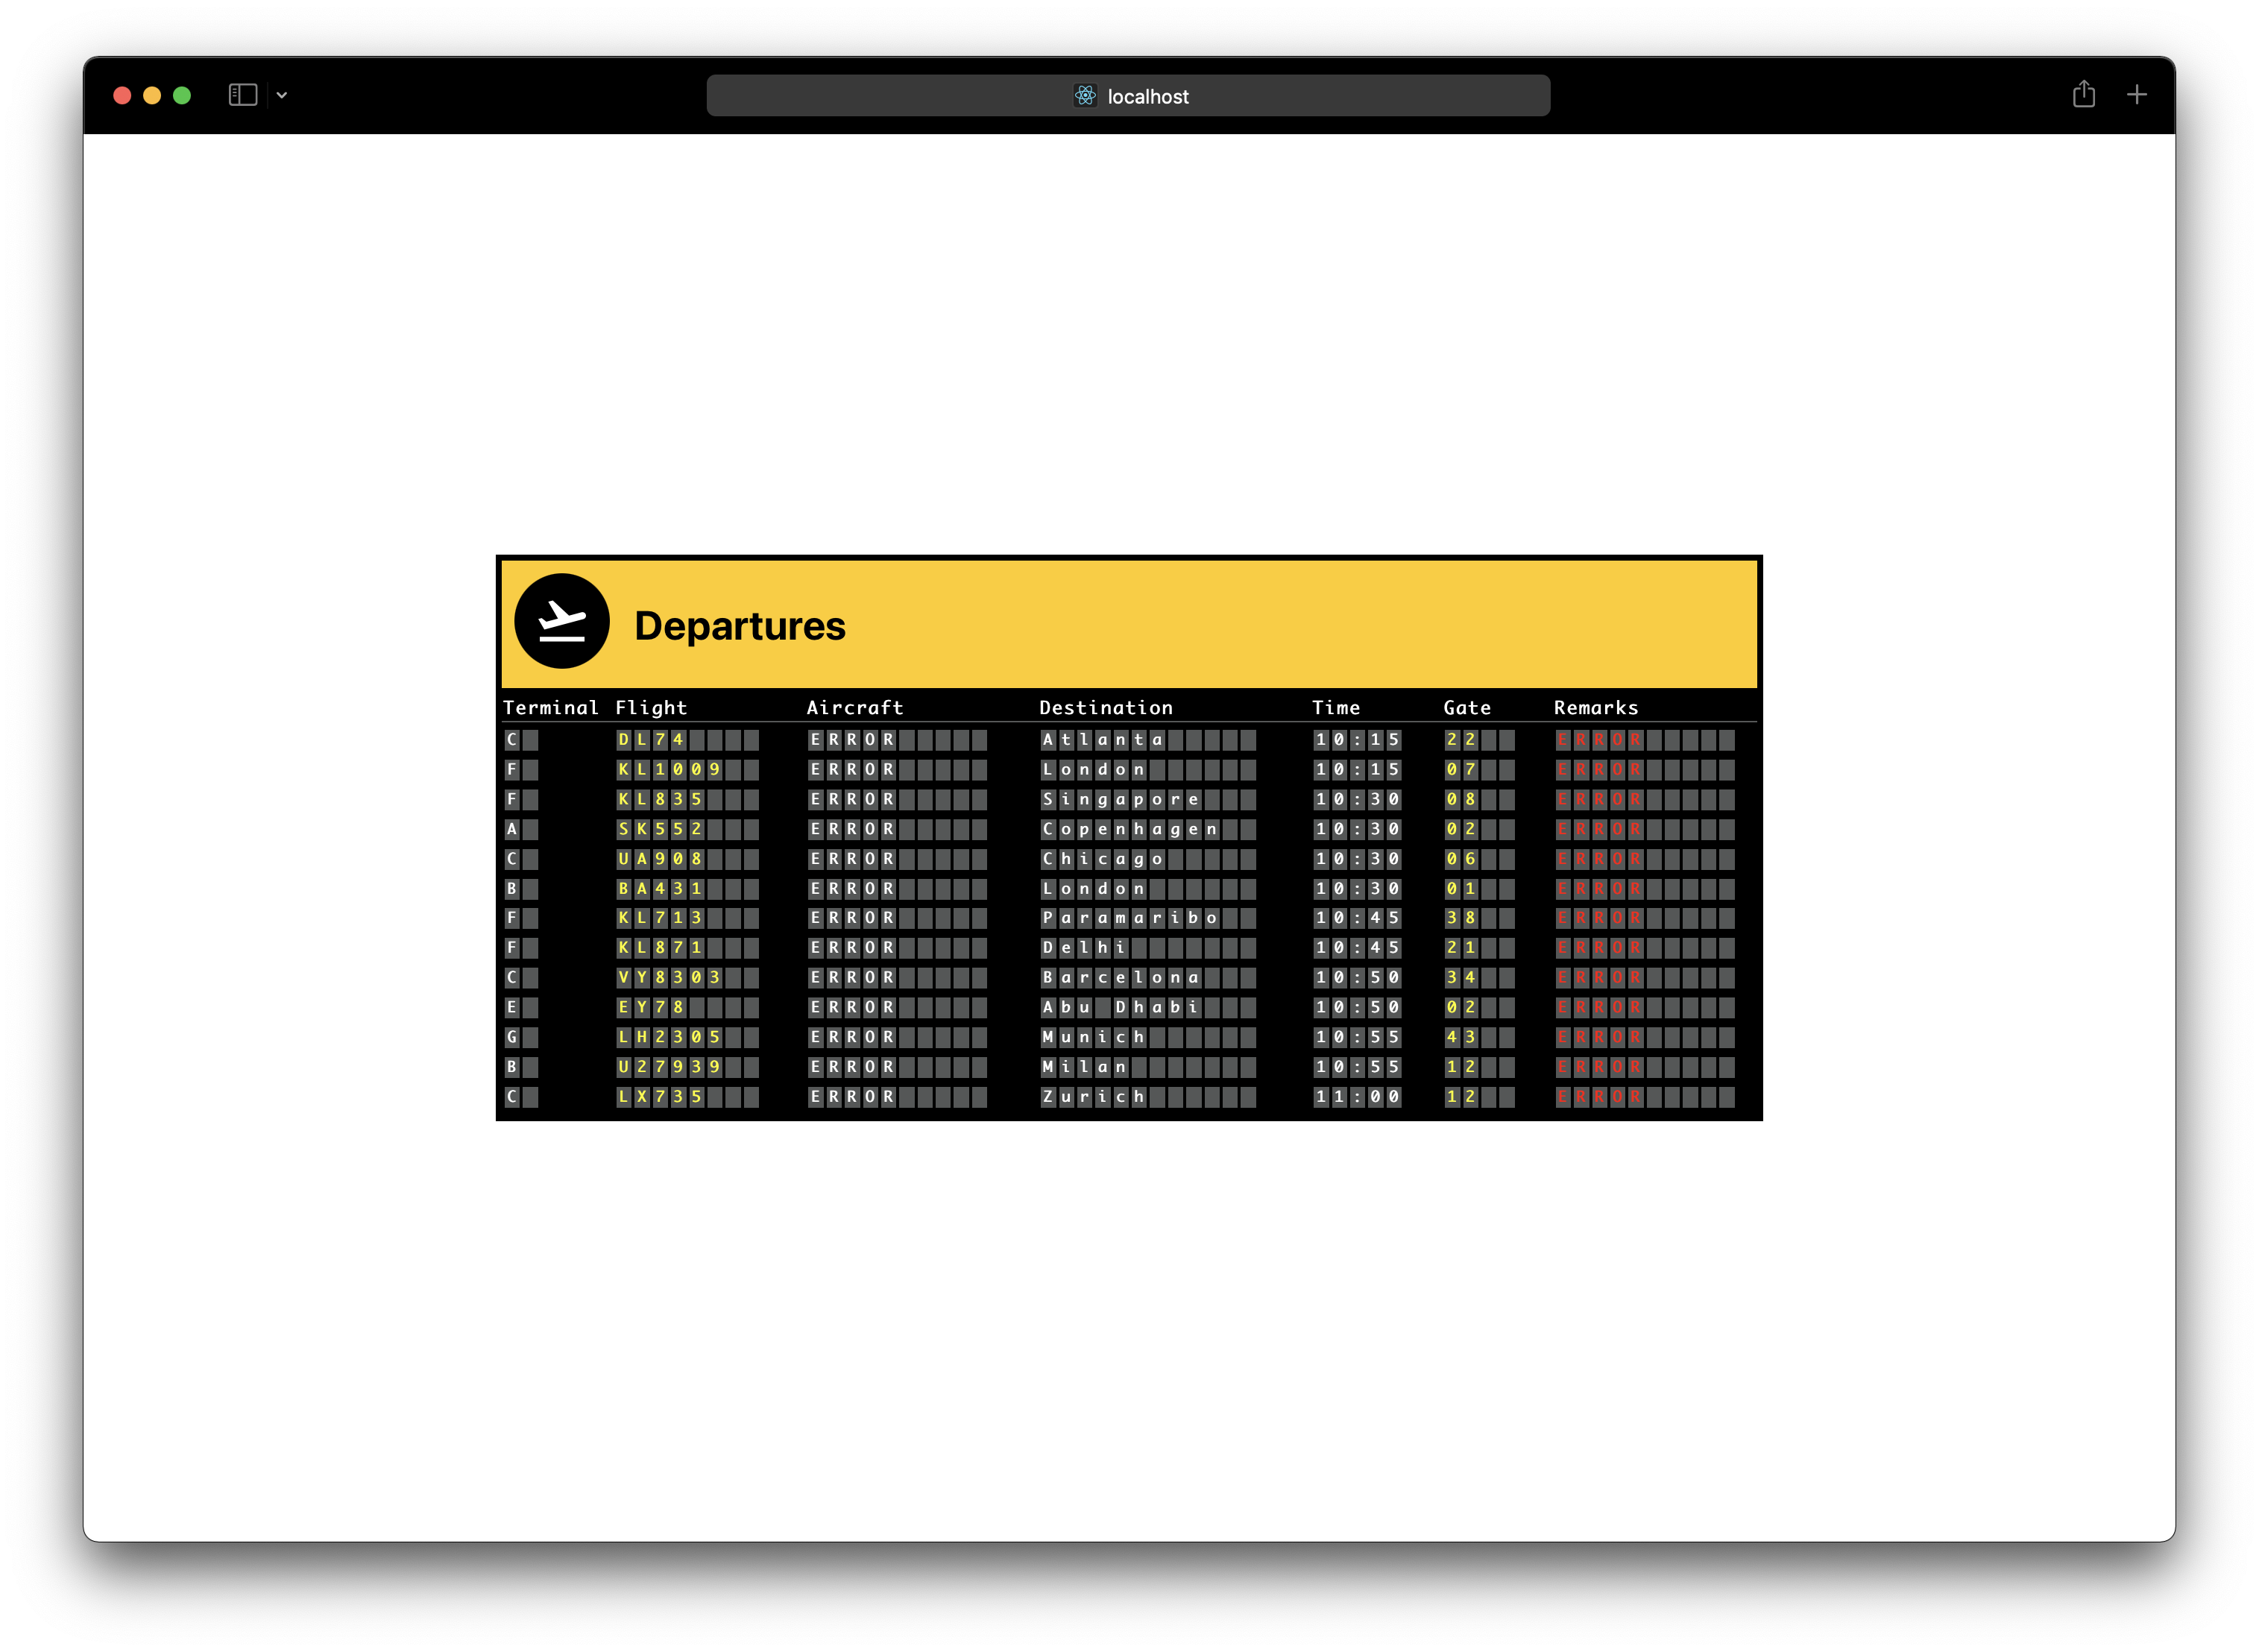 localhost
Departures
Terminal Flight Aircraft Destination Time Gate Remarks
C DL74 ERROR Atlanta 10:15 22 ERROR
F KL1009 ERROR London 10:15 07 ERROR
F KL835 ERROR Singapore 10:30 08 ERROR
A SK552 ERROR Copenhagen 10:30 02 ERROR
C UA908 ERROR Chicago 10:30 06 ERROR
B BA431 ERROR London 10:30 01 ERROR
F KL713 ERROR Paramaribo 10:45 38 ERROR
F KL871 ERROR Delhi 10:45 21 ERROR
C VY8303 ERROR Barcelona 10:50 34 ERROR
E EY78 ERROR Abu Dhabi 10:50 02 ERROR
G LH2305 ERROR Munich 10:55 43 ERROR
B U27939 ERROR Milan 10:55 12 ERROR
C LX735 ERROR Zurich 11:00 12 ERROR